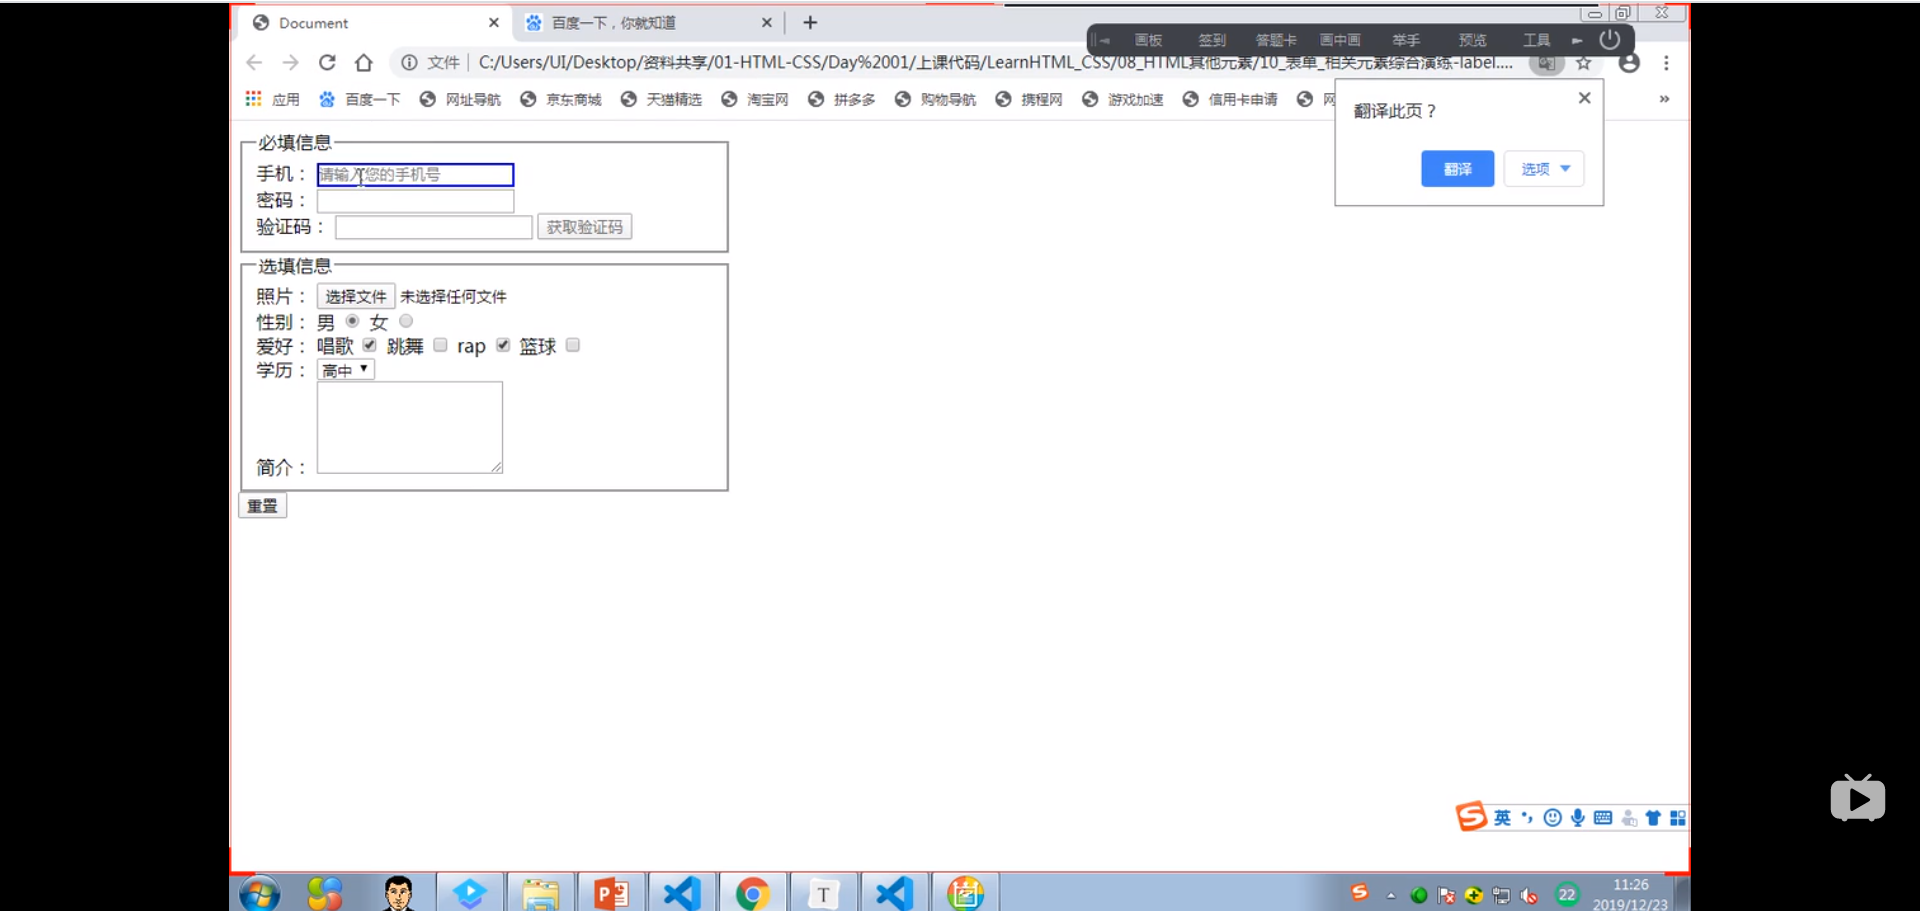 Document
百度一下，你就知道
画板 签到 答题卡 画中画 举手 预览 工具
文件 C:/Users/UI/Desktop/资料共享/01-HTML-CSS/Day%2001/上课代码/LearnHTML_CSS/08_HTML其他元素/10_表单_相关元素综合演练-label....
应用 百度一下 网址导航 京东商城 天猫精选 淘宝网 拼多多 购物导航 携程网 游戏加速 信用卡申请 网 »
翻译此页？
翻译 选项
必填信息
手机： 请输入您的手机号
密码：
验证码： 获取验证码
选填信息
照片： 选择文件 未选择任何文件
性别： 男 女
爱好： 唱歌 跳舞 rap 篮球
学历： 高中
简介：
重置
英
T
22
11:26
2019/12/23